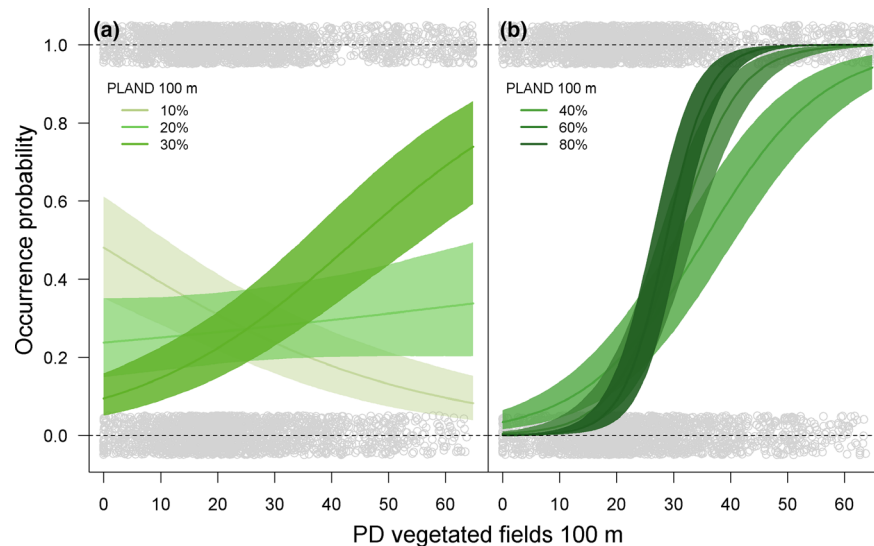 (a)
PLAND 100 m
10%
20%
30%
(b)
PLAND 100 m
40%
60%
80%
Occurrence probability
1.0
0.8
0.6
0.4
0.2
0.0
0 10 20 30 40 50 60
0 10 20 30 40 50 60
PD vegetated fields 100 m